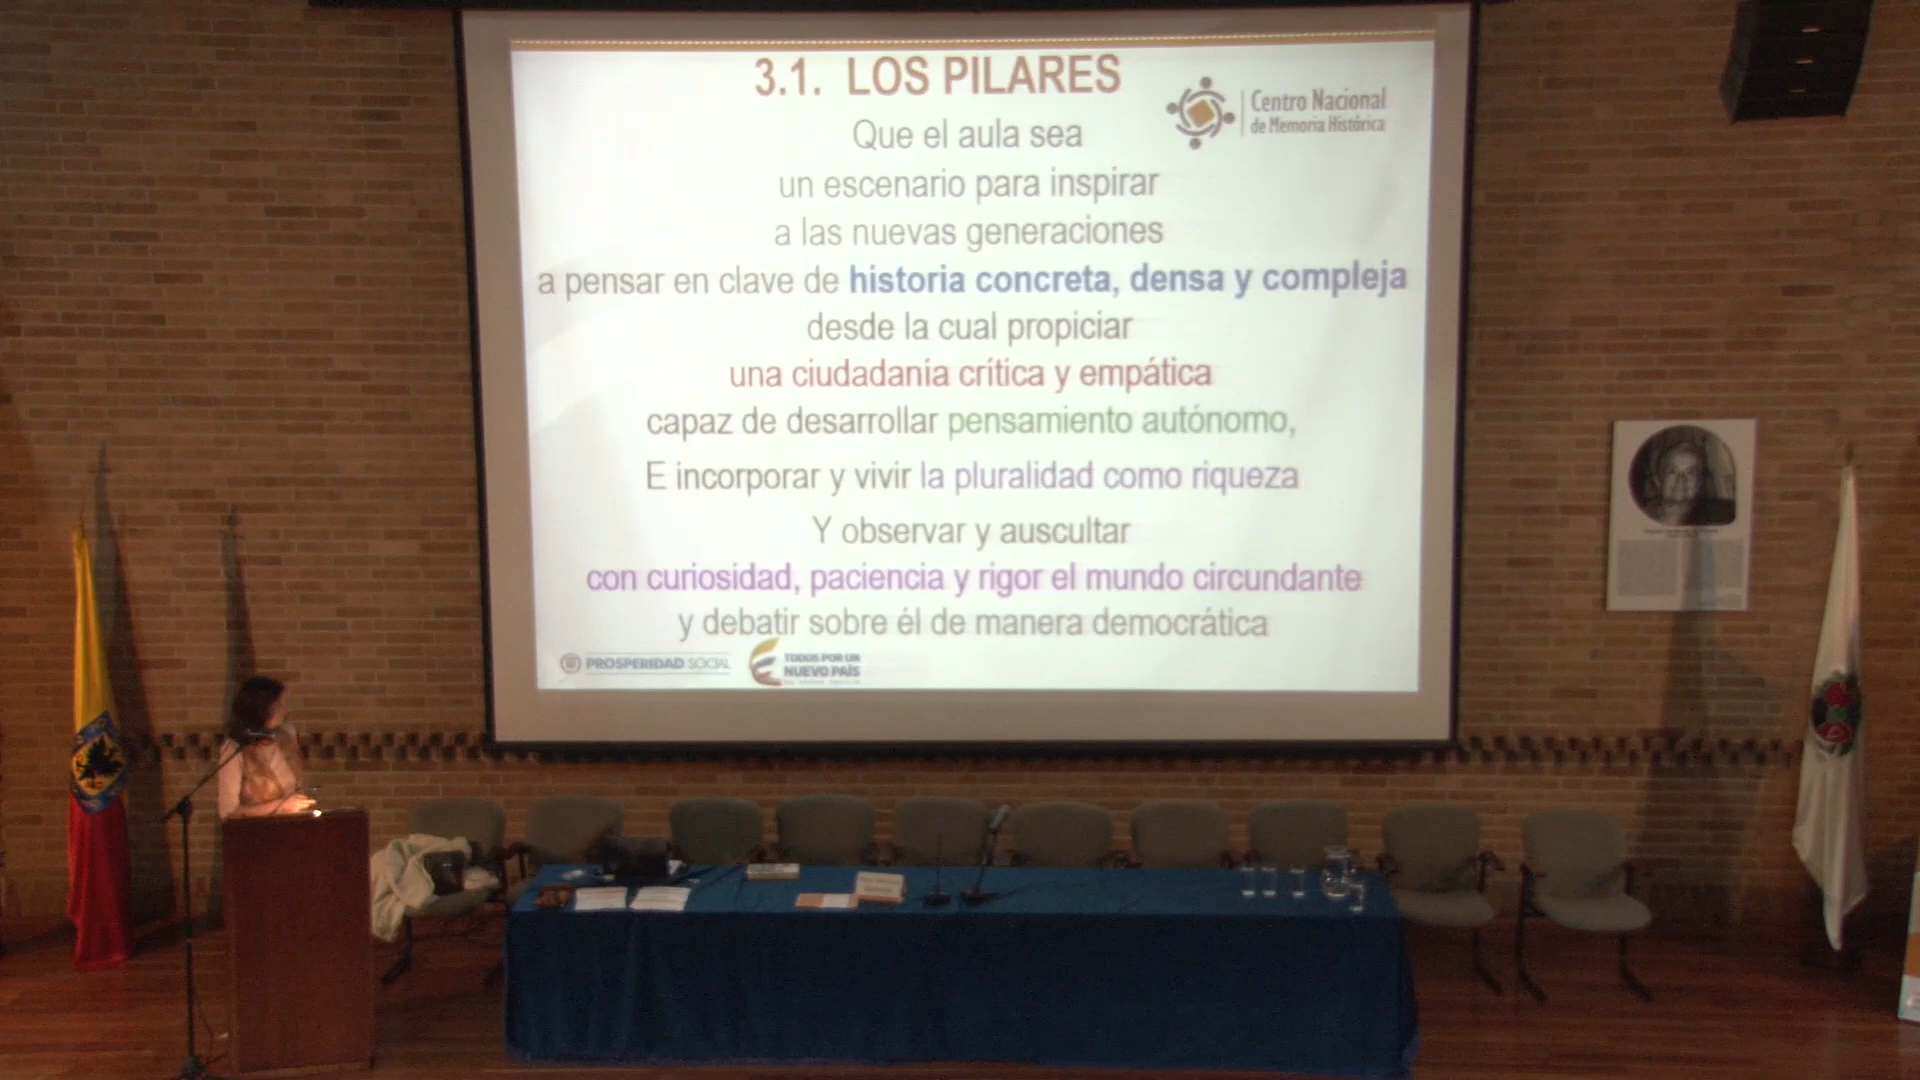 3.1. LOS PILARES
Centro Nacional
de Memoria Histórica
Que el aula sea
un escenario para inspirar
a las nuevas generaciones
a pensar en clave de historia concreta, densa y compleja
desde la cual propiciar
una ciudadanía crítica y empática
capaz de desarrollar pensamiento autónomo,
E incorporar y vivir la pluralidad como riqueza
Y observar y auscultar
con curiosidad, paciencia y rigor el mundo circundante
y debatir sobre él de manera democrática
PROSPERIDAD SOCIAL
TODOS POR UN
NUEVO PAÍS